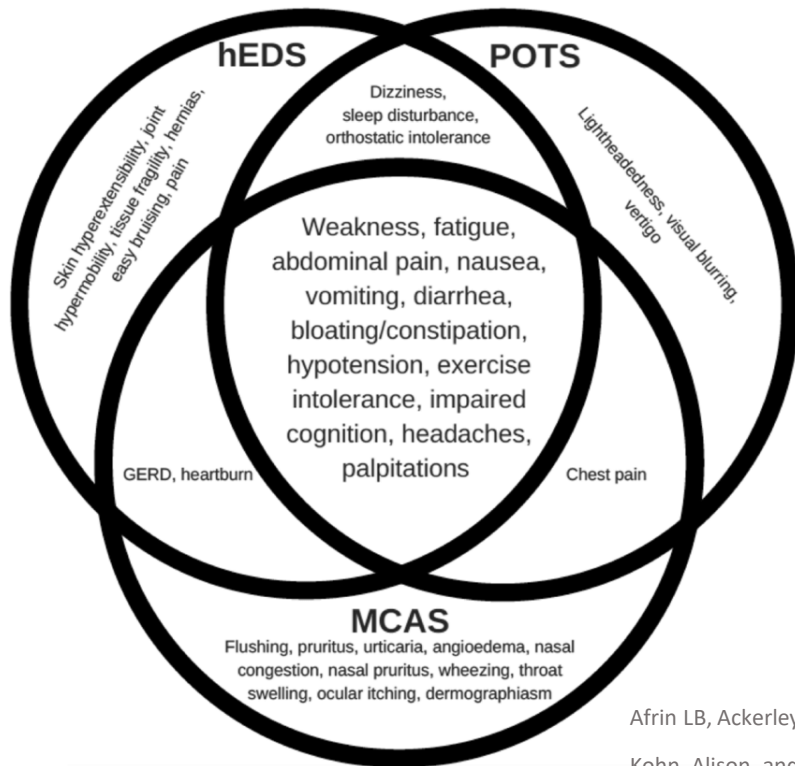 hEDS
POTS
Skin hyperextensibility, joint
hypermobility, tissue fragility, hernias,
easy bruising, pain
Dizziness,
sleep disturbance,
orthostatic intolerance
Lightheadedness, visual blurring,
vertigo
Weakness, fatigue,
abdominal pain, nausea,
vomiting, diarrhea,
bloating/constipation,
hypotension, exercise
intolerance, impaired
cognition, headaches,
palpitations
GERD, heartburn
Chest pain
MCAS
Flushing, pruritus, urticaria, angioedema, nasal
congestion, nasal pruritus, wheezing, throat
swelling, ocular itching, dermographiasm
Afrin LB, Ackerley
Kohn, Alison, and